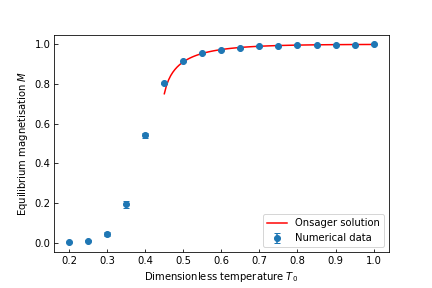 1.0
0.8
0.6
0.4
0.2
0.0
Equilibrium magnetisation M
Onsager solution
Numerical data
0.2 0.3 0.4 0.5 0.6 0.7 0.8 0.9 1.0
Dimensionless temperature T₀